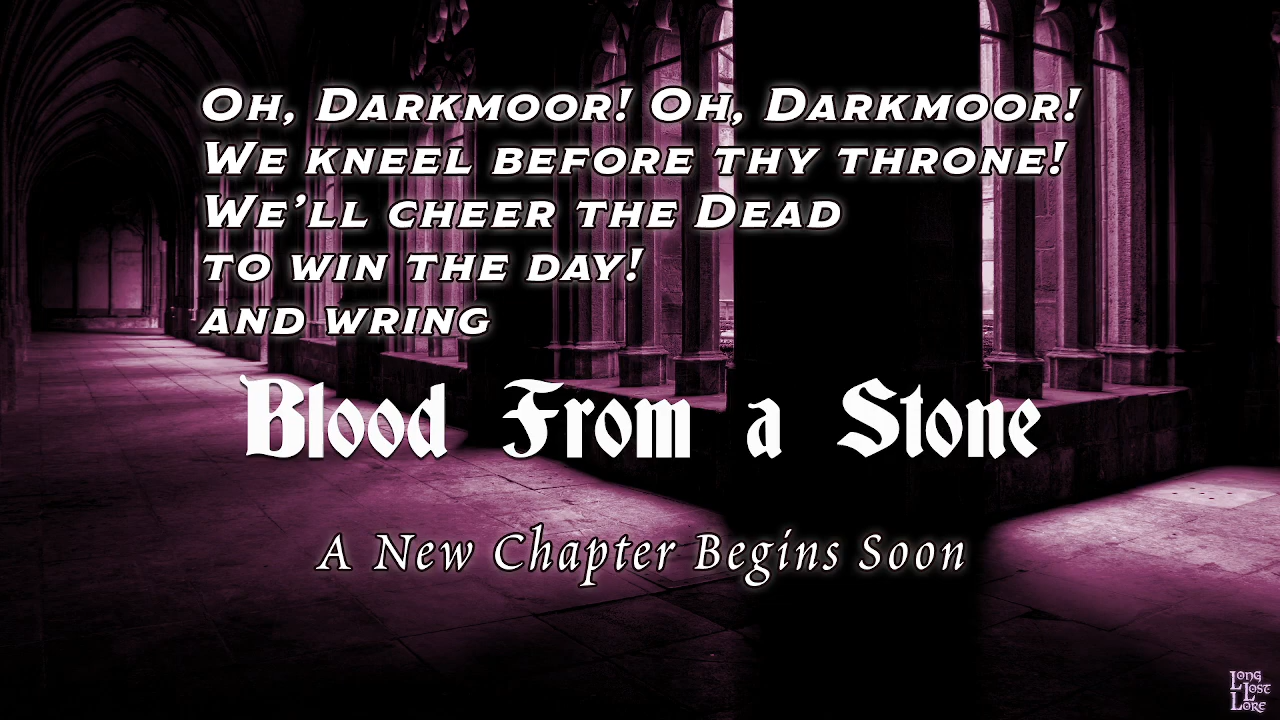 Oh, Darkmoor! Oh, Darkmoor!
We kneel before thy throne!
We'll cheer the Dead
to win the day!
and wring
Blood From a Stone
A New Chapter Begins Soon
Long
Lost
Lore